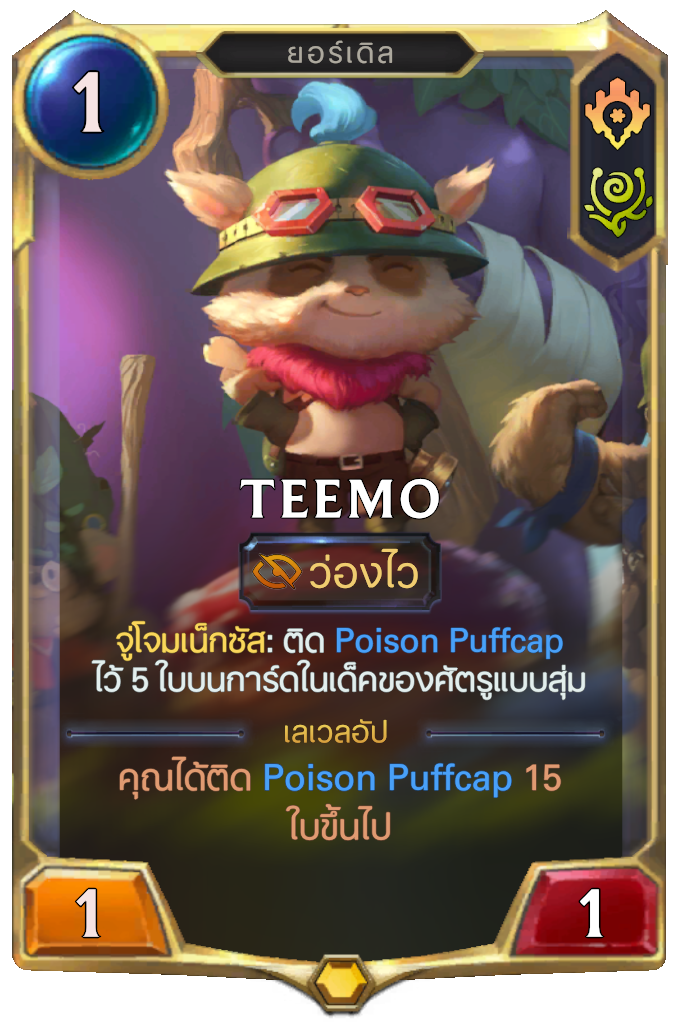 ยอร์เดิล
1
TEEMO
ว่องไว
จู่โจมเน็กซัส: ติด Poison Puffcap
ไว้ 5 ใบบนการ์ดในเด็คของศัตรูแบบสุ่ม
เลเวลอัป
คุณได้ติด Poison Puffcap 15
ใบขึ้นไป
1
1